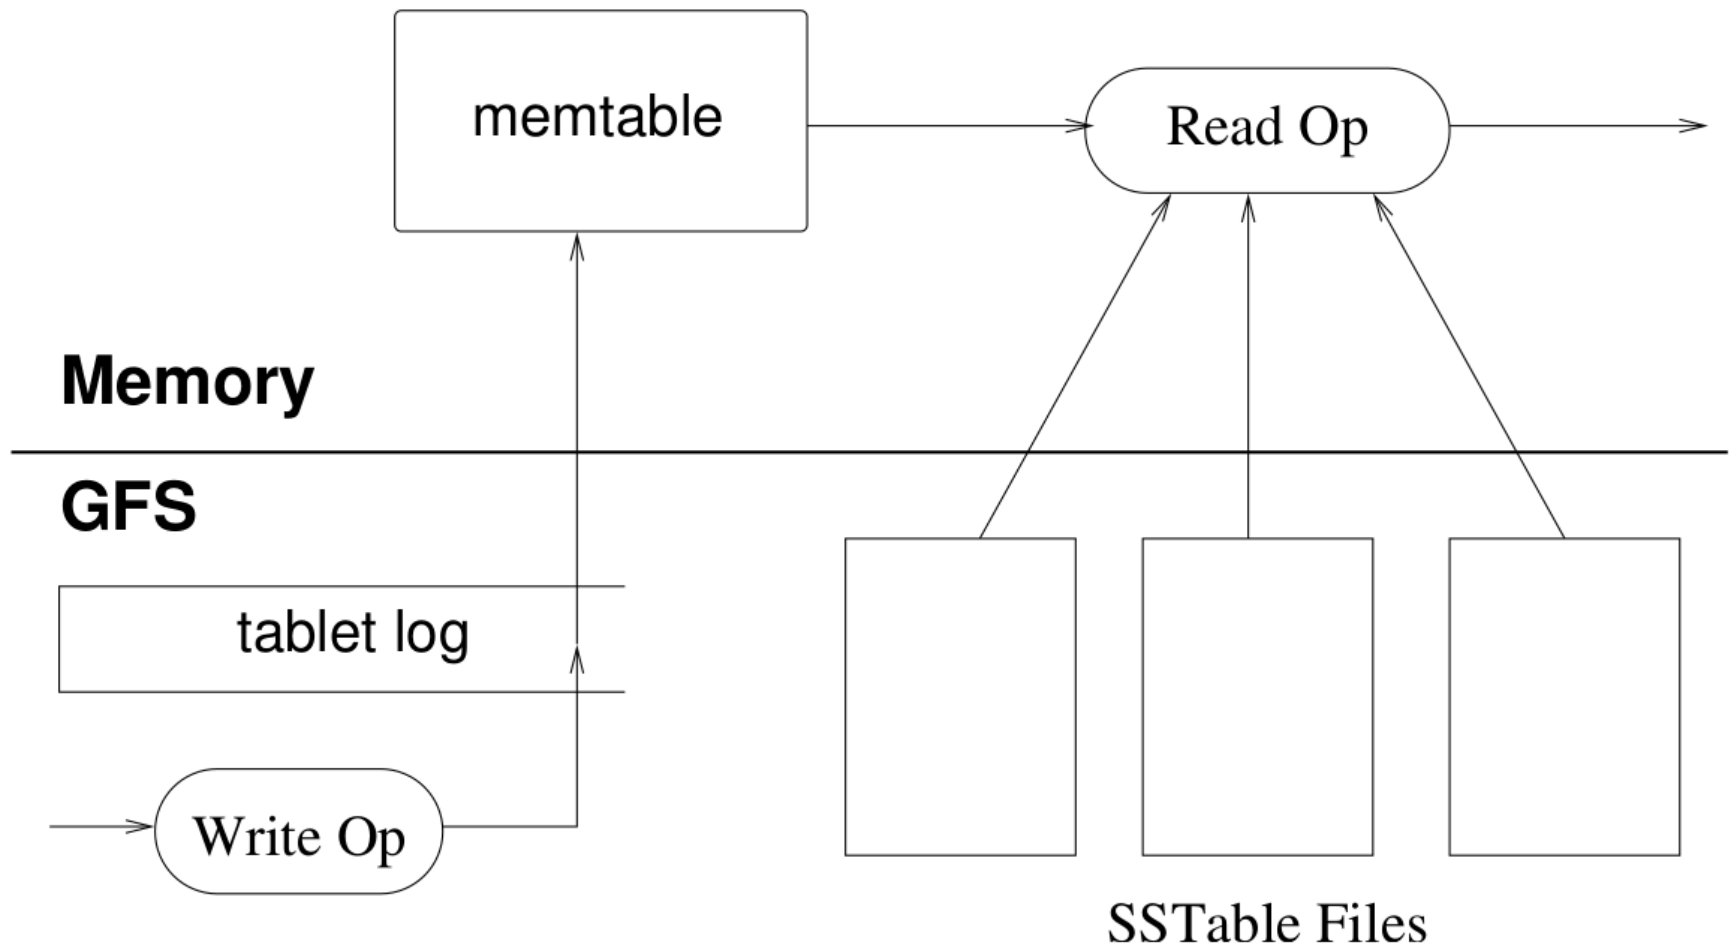 memtable
Read Op
Memory
GFS
tablet log
Write Op
SSTable Files